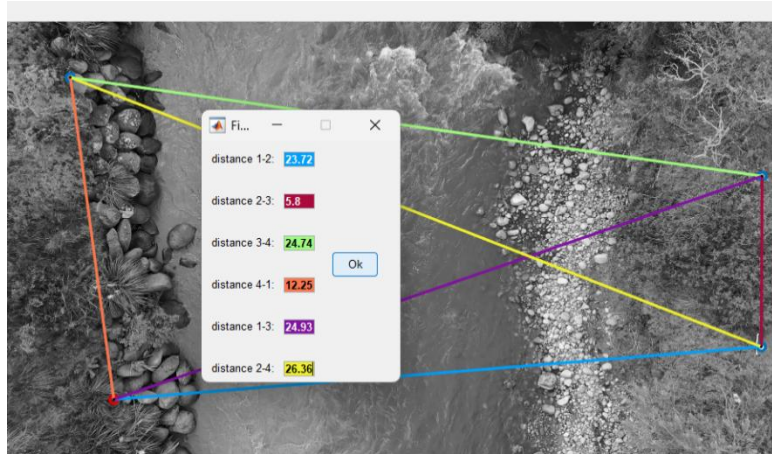 Fi...
distance 1-2: 23.72
distance 2-3: 5.8
distance 3-4: 24.74
Ok
distance 4-1: 12.25
distance 1-3: 24.93
distance 2-4: 26.36